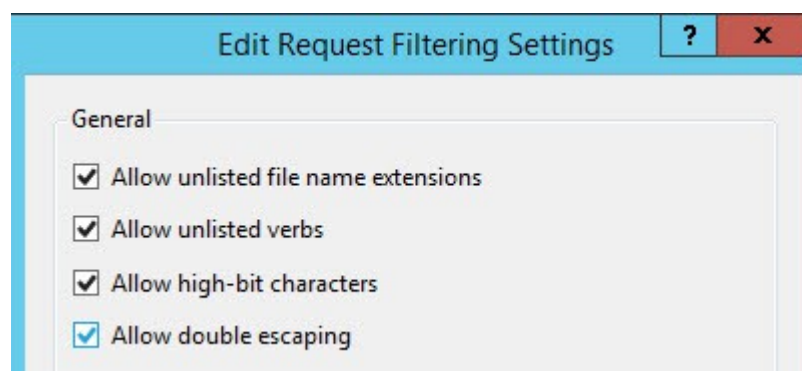 Edit Request Filtering Settings
?
x
General
Allow unlisted file name extensions
Allow unlisted verbs
Allow high-bit characters
Allow double escaping